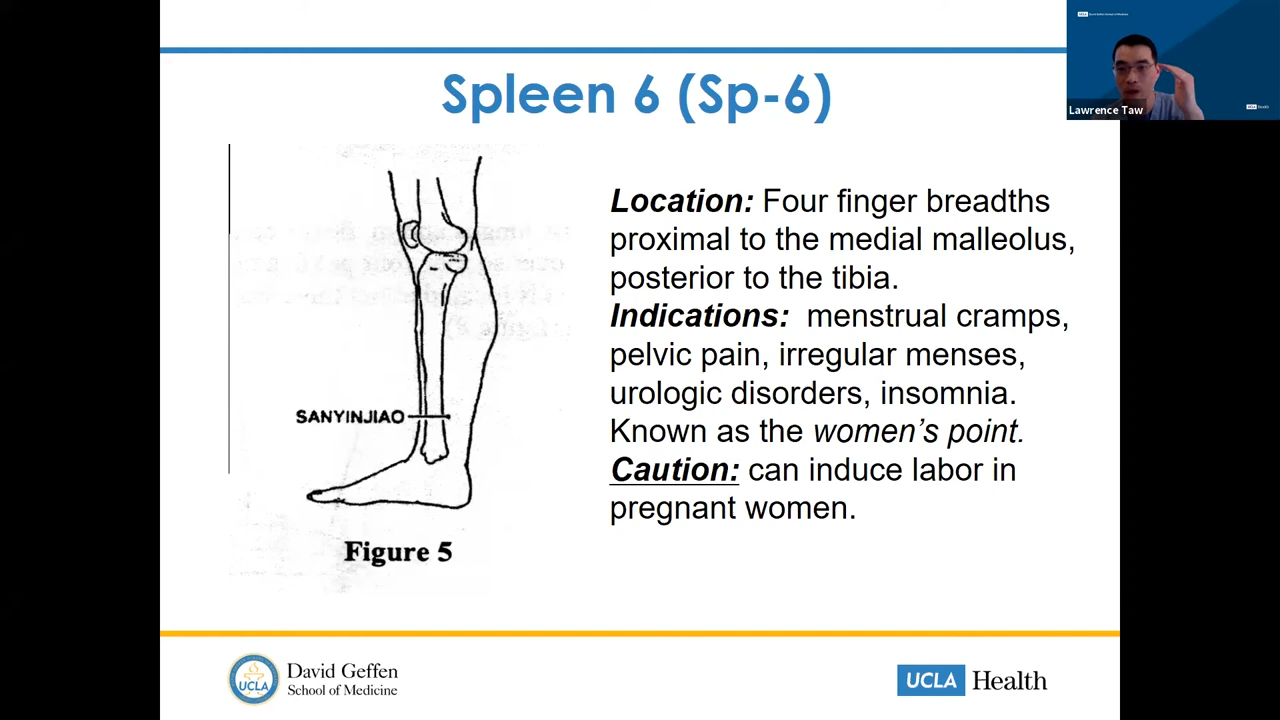 Spleen 6 (Sp-6)
Lawrence Taw
Location: Four finger breadths
proximal to the medial malleolus,
posterior to the tibia.
Indications:  menstrual cramps,
pelvic pain, irregular menses,
urologic disorders, insomnia.
Known as the women’s point.
Caution: can induce labor in
pregnant women.
SANYINJIAO
Figure 5
UCLA
David Geffen
School of Medicine
UCLA Health